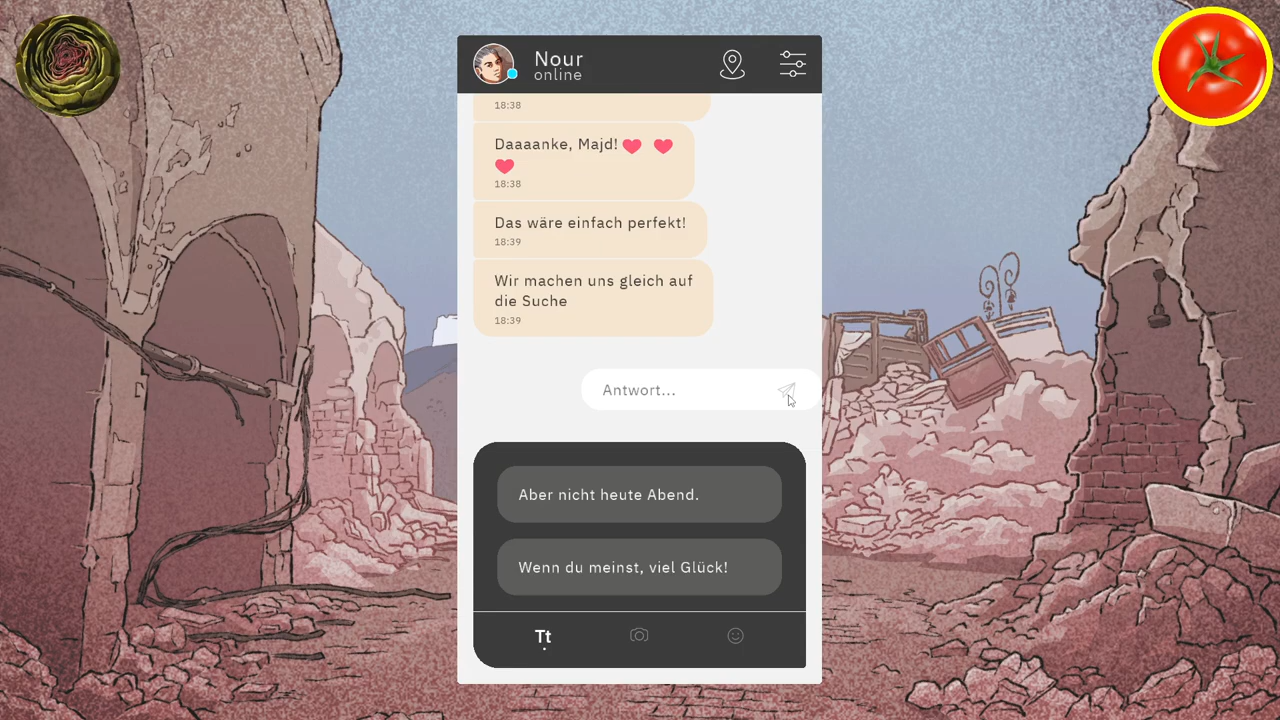 Nour
online
18:38
Daaaanke, Majd!
18:38
Das wäre einfach perfekt!
18:39
Wir machen uns gleich auf
die Suche
18:39
Antwort...
Aber nicht heute Abend.
Wenn du meinst, viel Glück!
Tt